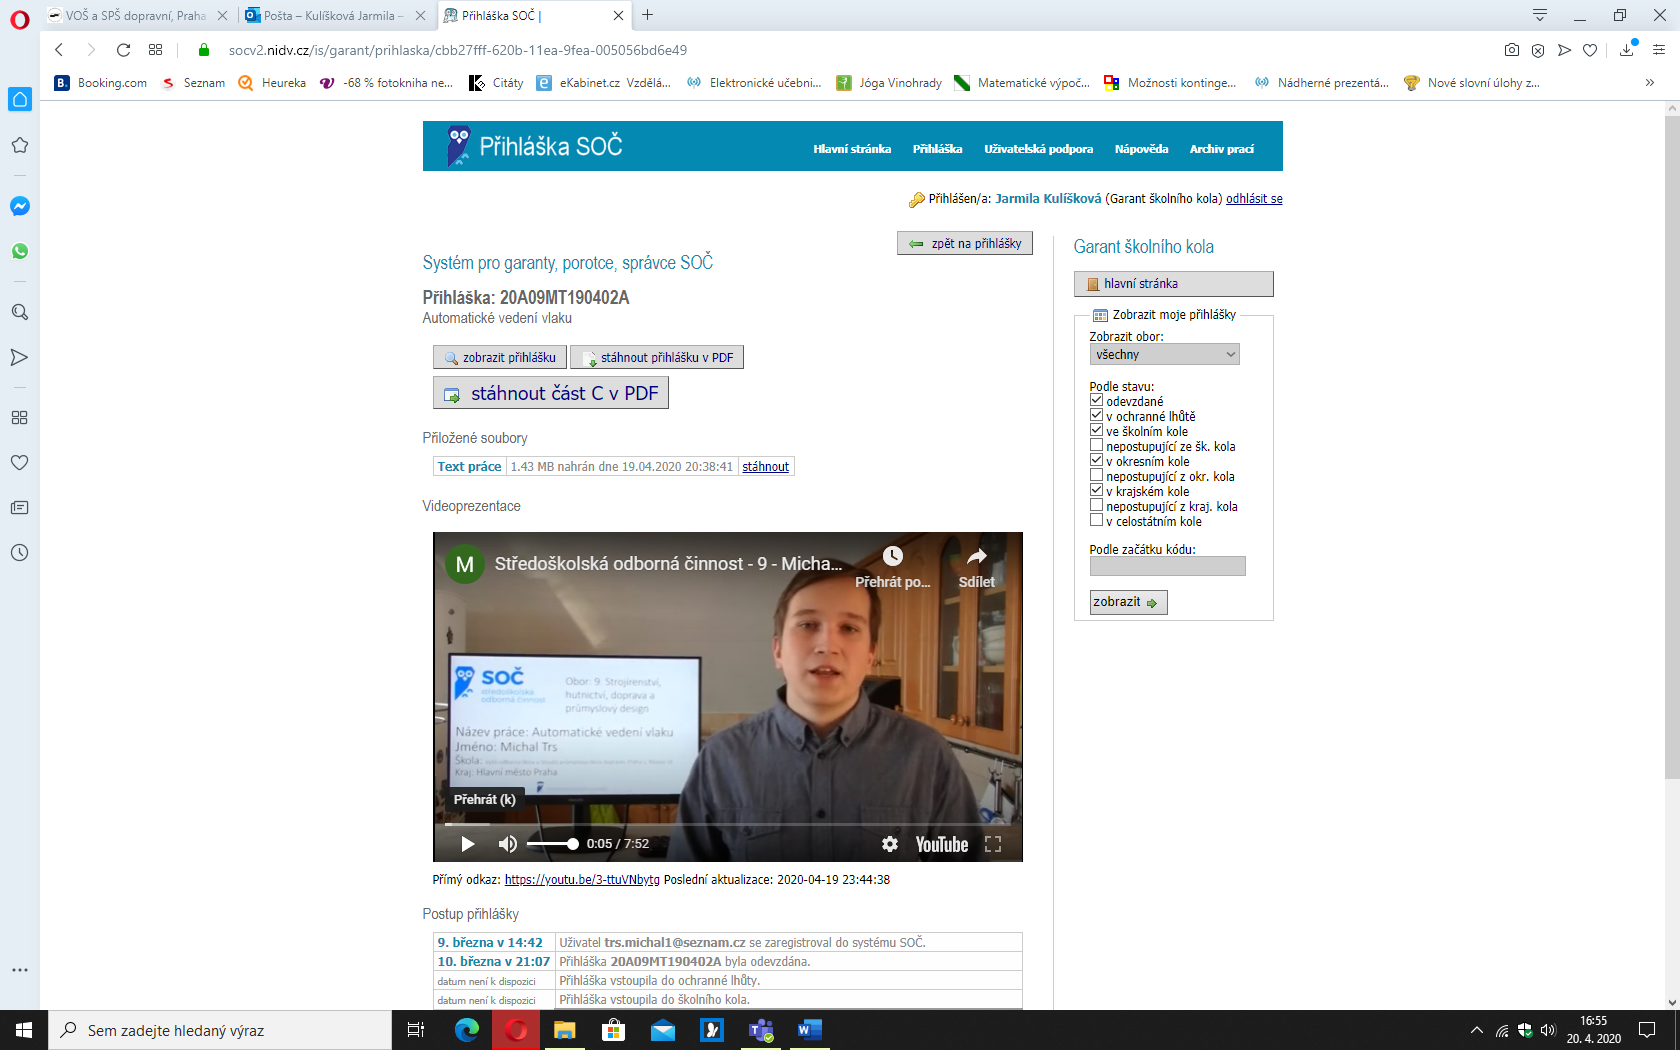 VOŠ a SPŠ dopravní, Praha
Pošta – Kulíšková Jarmila –
Přihláška SOČ |
socv2.nidv.cz/is/garant/prihlaska/cbb27fff-620b-11ea-9fea-005056bd6e49
Booking.com
Seznam
Heureka
-68 % fotokniha ne...
Citáty
eKabinet.cz Vzdělá...
Elektronické učebni...
Jóga Vinohrady
Matematické výpoč...
Možnosti kontinge...
Nádherné prezentá...
Nové slovní úlohy z...
Přihláška SOČ
Hlavní stránka Přihláška Uživatelská podpora Nápověda Archiv prací
Přihlášen/a: Jarmila Kulíšková (Garant školního kola) odhlásit se
zpět na přihlášky
Systém pro garanty, porotce, správce SOČ
Přihláška: 20A09MT190402A
Automatické vedení vlaku
zobrazit přihlášku
stáhnout přihlášku v PDF
stáhnout část C v PDF
Přiložené soubory
Text práce 1.43 MB nahrán dne 19.04.2020 20:38:41 stáhnout
Videoprezentace
M
Středoškolská odborná činnost - 9 - Micha...
Přehrát po...
Sdílet
SOČ
středoškolská
odborná činnost
Obor: 9. Strojírenství,
hutnictví, doprava a
průmyslový design
Název práce: Automatické vedení vlaku
Jméno: Michal Trs
Škola:
Kraj: Hlavní město Praha
Přehrát (k)
0:05 / 7:52
YouTube
Přímý odkaz: https://youtu.be/3-ttuVNbytg Poslední aktualizace: 2020-04-19 23:44:38
Postup přihlášky
9. března v 14:42 Uživatel trs.michal1@seznam.cz se zaregistroval do systému SOČ.
10. března v 21:07 Přihláška 20A09MT190402A byla odevzdána.
datum není k dispozici Přihláška vstoupila do ochranné lhůty.
datum není k dispozici Přihláška vstoupila do školního kola.
Garant školního kola
hlavní stránka
Zobrazit moje přihlášky
Zobrazit obor:
všechny
Podle stavu:
odevzdané
v ochranné lhůtě
ve školním kole
nepostupující ze šk. kola
v okresním kole
nepostupující z okr. kola
v krajském kole
nepostupující z kraj. kola
v celostátním kole
Podle začátku kódu:
zobrazit
Sem zadejte hledaný výraz
16:55
20. 4. 2020